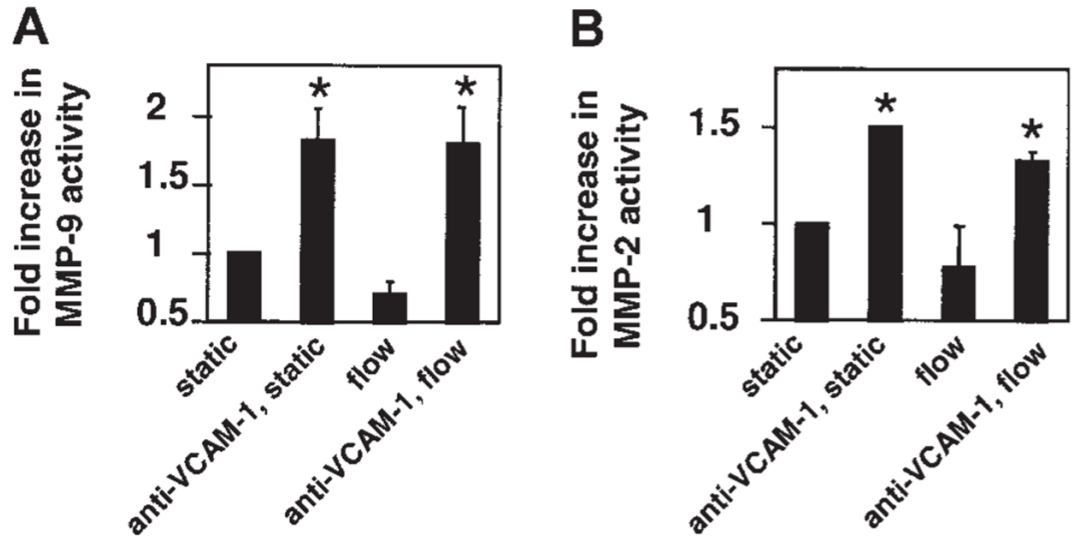 A
Fold increase in
MMP-9 activity
2
1.5
1
0.5
*
*
static
anti-VCAM-1, static
flow
anti-VCAM-1, flow
B
Fold increase in
MMP-2 activity
1.5
1
0.5
*
*
static
anti-VCAM-1, static
flow
anti-VCAM-1, flow